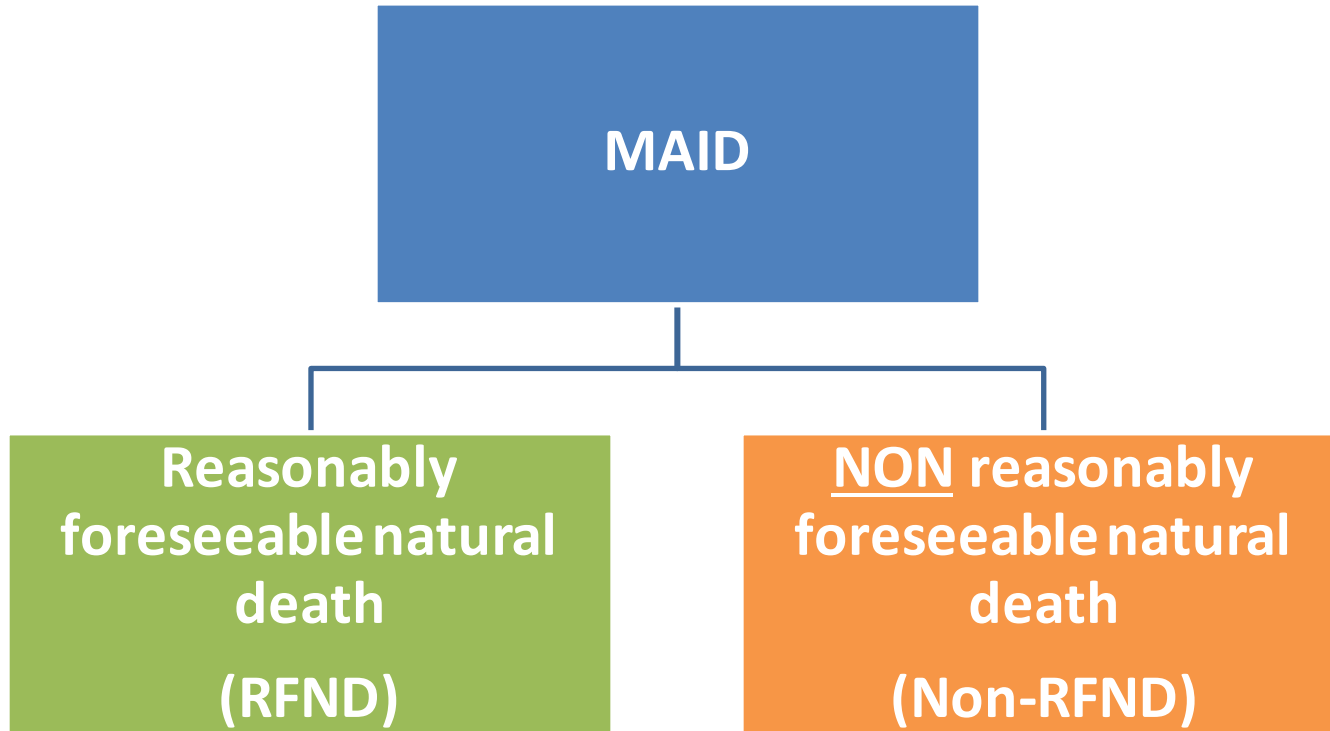 MAID
Reasonably
foreseeable natural
death
(RFND)
NON reasonably
foreseeable natural
death
(Non-RFND)